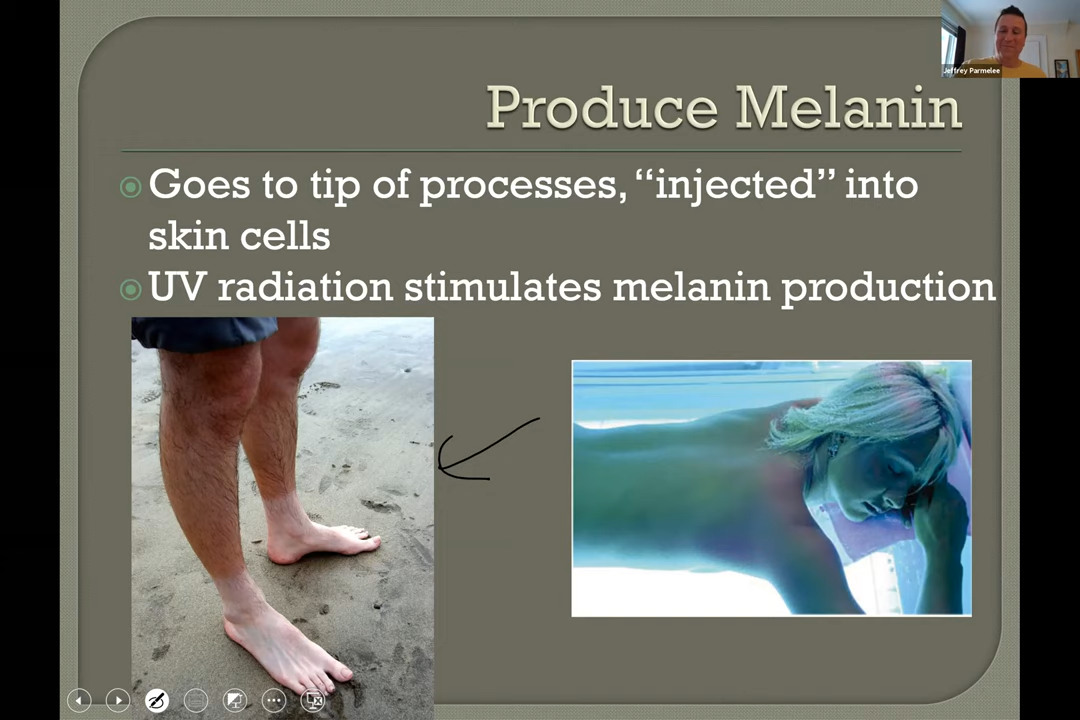 Jeffrey Parmelee
Produce Melanin
Goes to tip of processes, “injected” into
skin cells
UV radiation stimulates melanin production